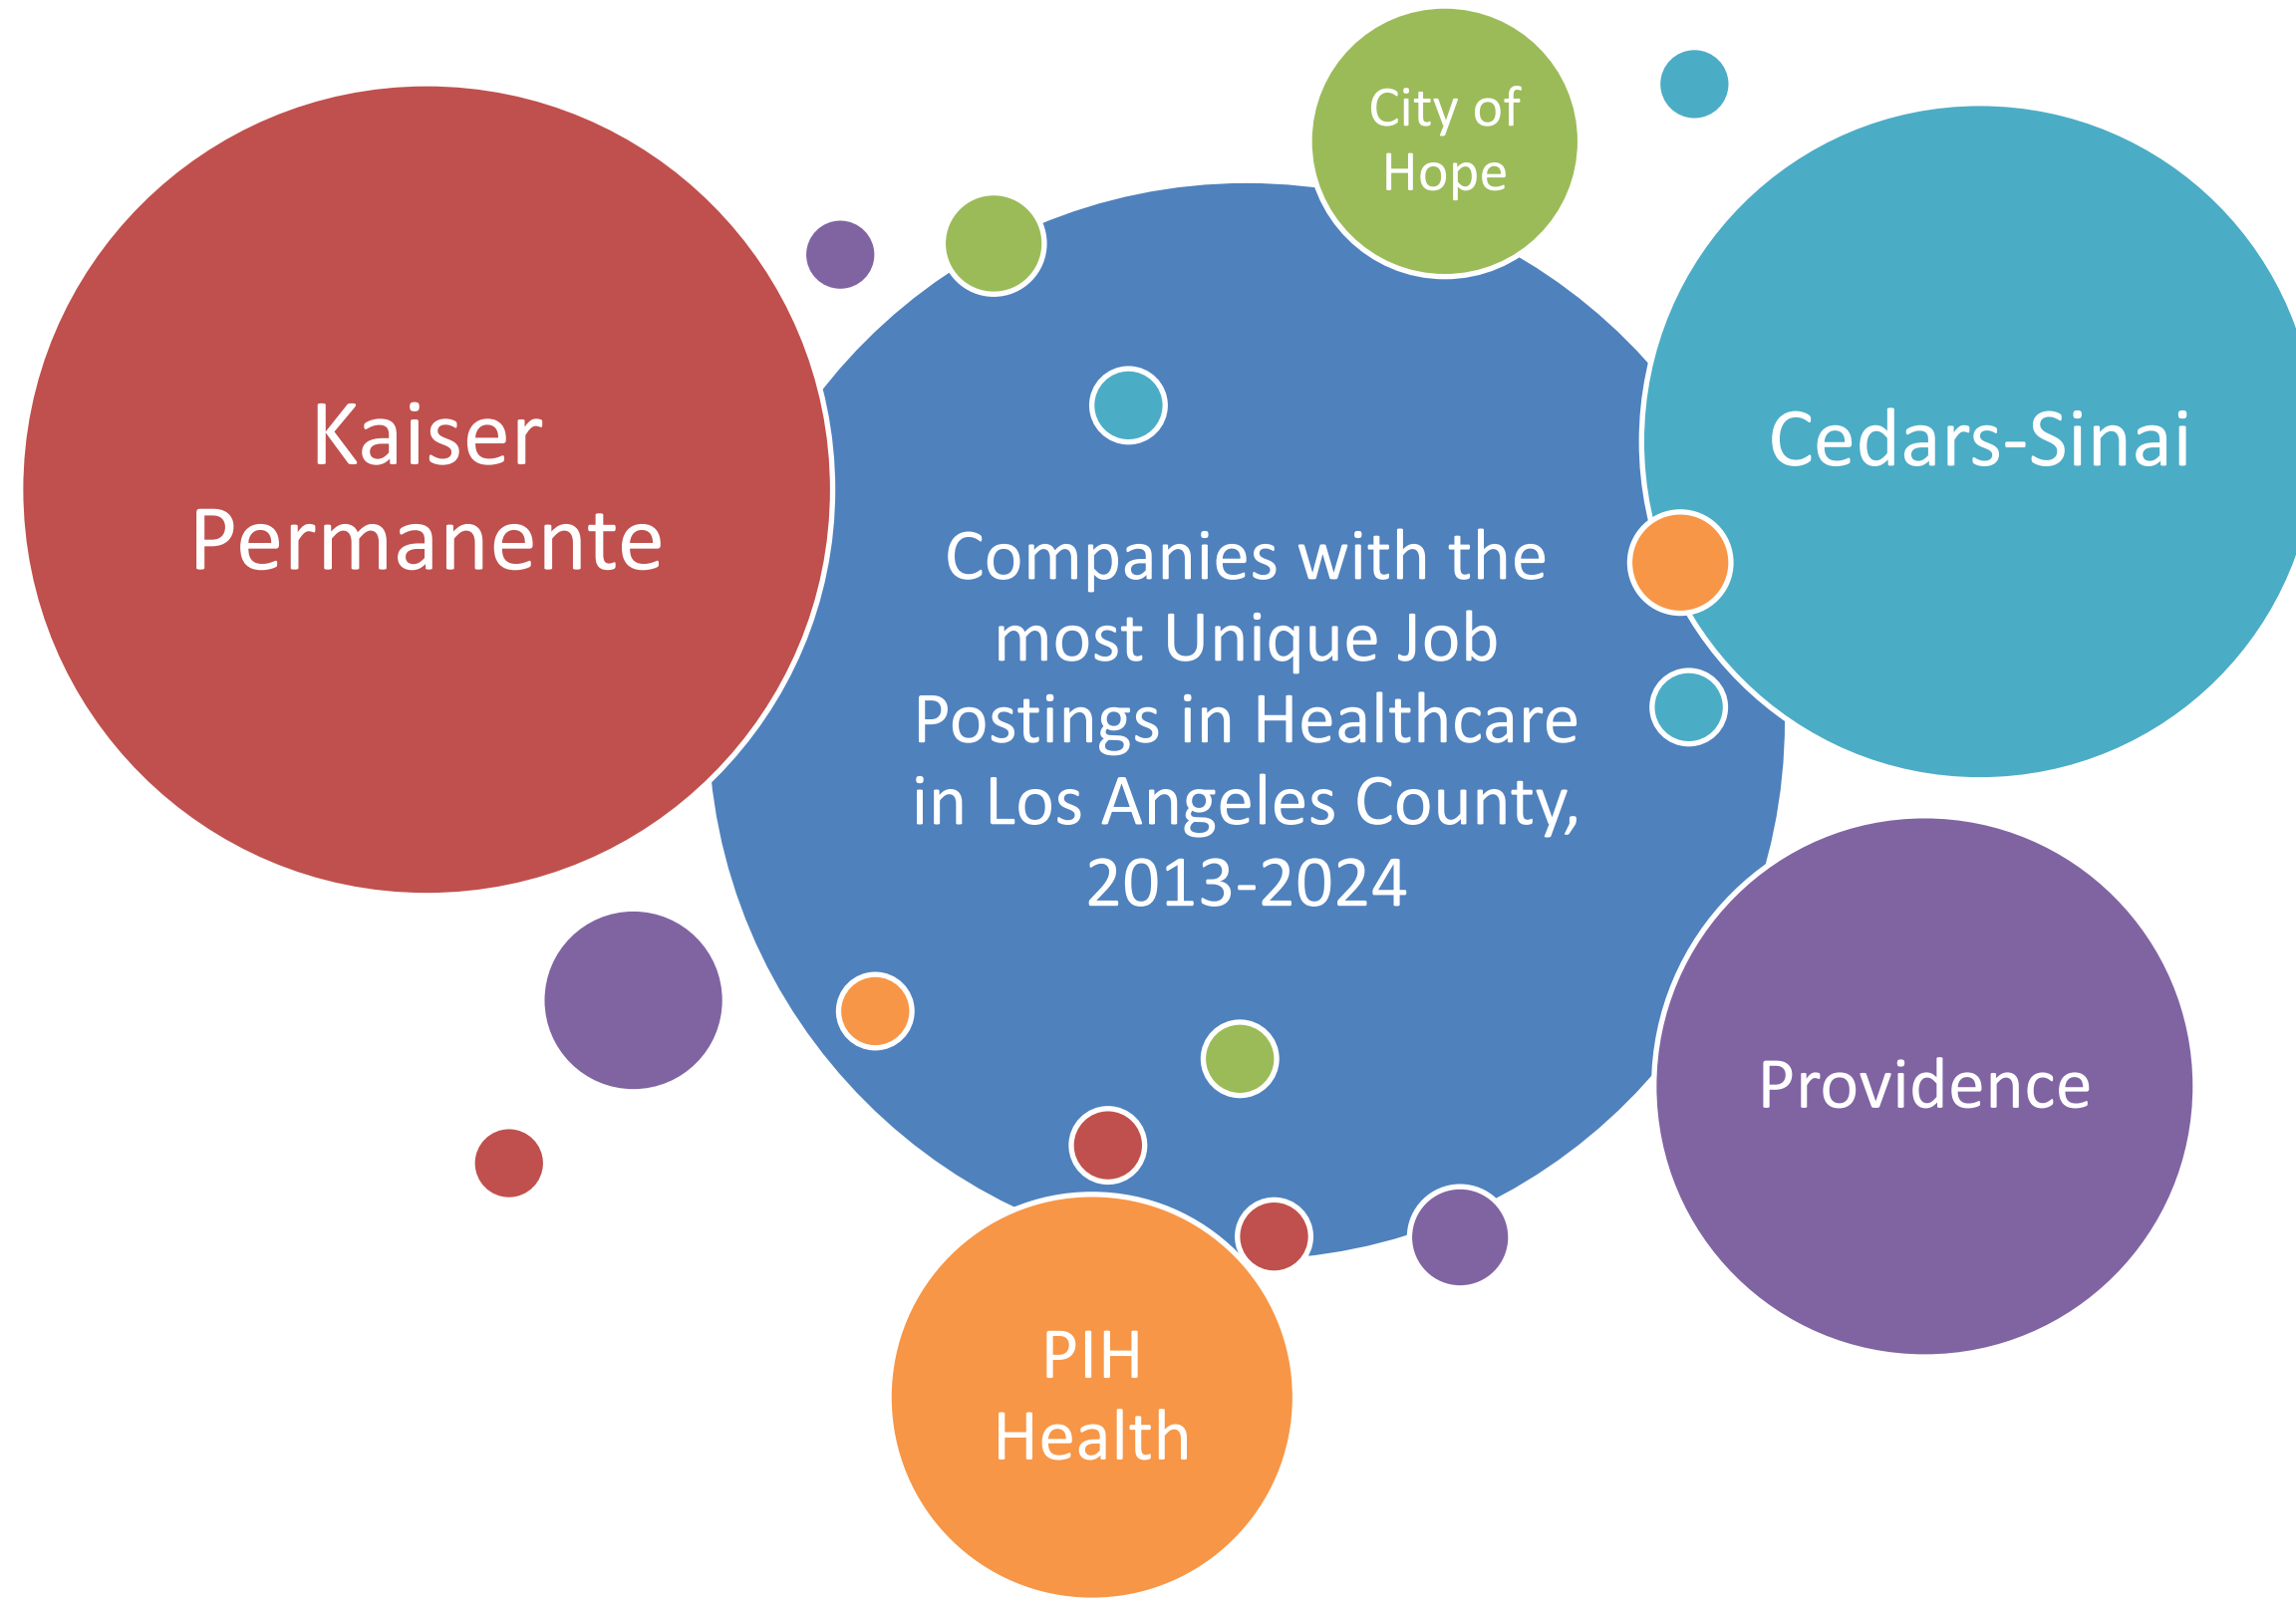 City of
Hope
Kaiser
Permanente
Cedars-Sinai
Companies with the
most Unique Job
Postings in Healthcare
in Los Angeles County,
2013-2024
Providence
PIH
Health